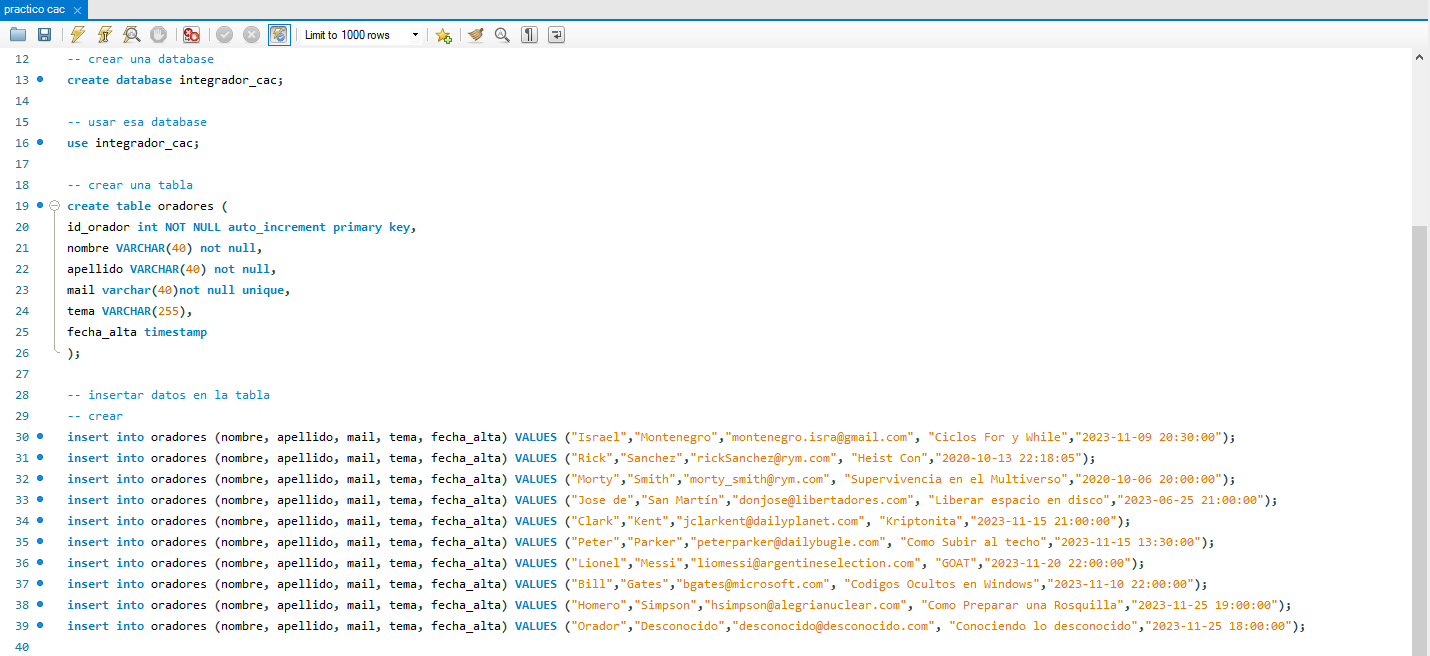 practico cac
Limit to 1000 rows
12 -- crear una database
13 create database integrador_cac;
14
15 -- usar esa database
16 use integrador_cac;
17
18 -- crear una tabla
19 create table oradores (
20 id_orador int NOT NULL auto_increment primary key,
21 nombre VARCHAR(40) not null,
22 apellido VARCHAR(40) not null,
23 mail varchar(40)not null unique,
24 tema VARCHAR(255),
25 fecha_alta timestamp
26 );
27
28 -- insertar datos en la tabla
29 -- crear
30 insert into oradores (nombre, apellido, mail, tema, fecha_alta) VALUES ("Israel","Montenegro","montenegro.isra@gmail.com", "Ciclos For y While","2023-11-09 20:30:00");
31 insert into oradores (nombre, apellido, mail, tema, fecha_alta) VALUES ("Rick","Sanchez","rickSanchez@rym.com", "Heist Con","2020-10-13 22:18:05");
32 insert into oradores (nombre, apellido, mail, tema, fecha_alta) VALUES ("Morty","Smith","morty_smith@rym.com", "Supervivencia en el Multiverso","2020-10-06 20:00:00");
33 insert into oradores (nombre, apellido, mail, tema, fecha_alta) VALUES ("Jose de","San Martín","donjose@libertadores.com", "Liberar espacio en disco","2023-06-25 21:00:00");
34 insert into oradores (nombre, apellido, mail, tema, fecha_alta) VALUES ("Clark","Kent","jclarkent@dailyplanet.com", "Kriptonita","2023-11-15 21:00:00");
35 insert into oradores (nombre, apellido, mail, tema, fecha_alta) VALUES ("Peter","Parker","peterparker@dailybugle.com", "Como Subir al techo","2023-11-15 13:30:00");
36 insert into oradores (nombre, apellido, mail, tema, fecha_alta) VALUES ("Lionel","Messi","liomessi@argentineselection.com", "GOAT","2023-11-20 22:00:00");
37 insert into oradores (nombre, apellido, mail, tema, fecha_alta) VALUES ("Bill","Gates","bgates@microsoft.com", "Codigos Ocultos en Windows","2023-11-10 22:00:00");
38 insert into oradores (nombre, apellido, mail, tema, fecha_alta) VALUES ("Homero","Simpson","hsimpson@alegrianuclear.com", "Como Preparar una Rosquilla","2023-11-25 19:00:00");
39 insert into oradores (nombre, apellido, mail, tema, fecha_alta) VALUES ("Orador","Desconocido","desconocido@desconocido.com", "Conociendo lo desconocido","2023-11-25 18:00:00");
40